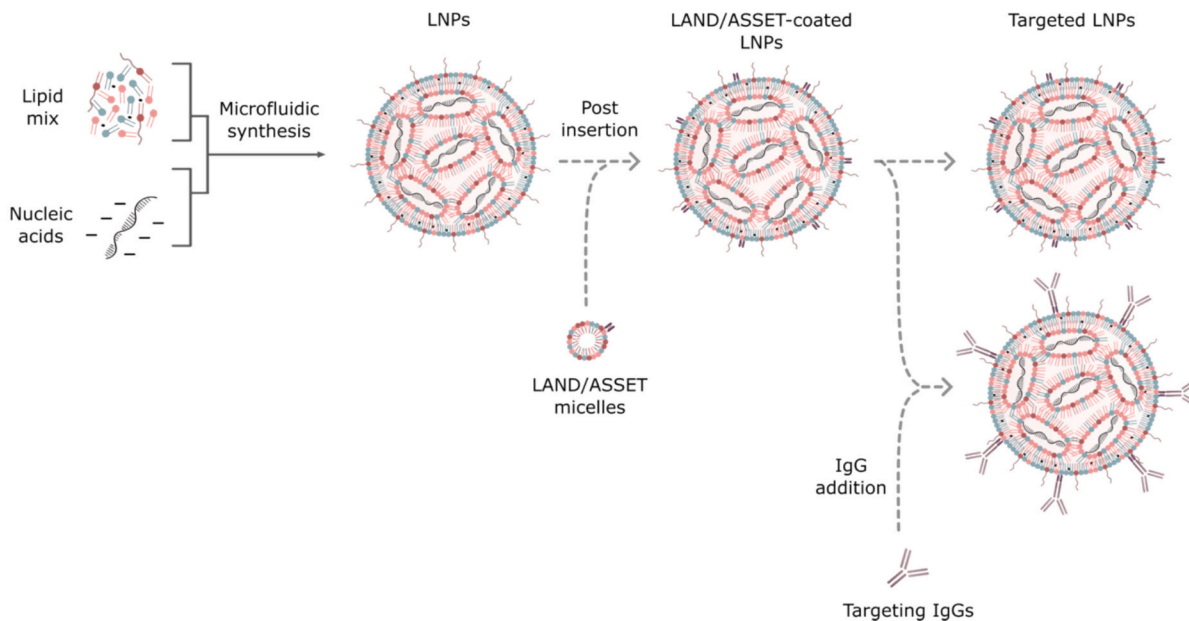 LNPs
LAND/ASSET-coated
LNPs
Targeted LNPs
Lipid
mix
Microfluidic
synthesis
Post
insertion
Nucleic
acids
LAND/ASSET
micelles
IgG
addition
Targeting IgGs